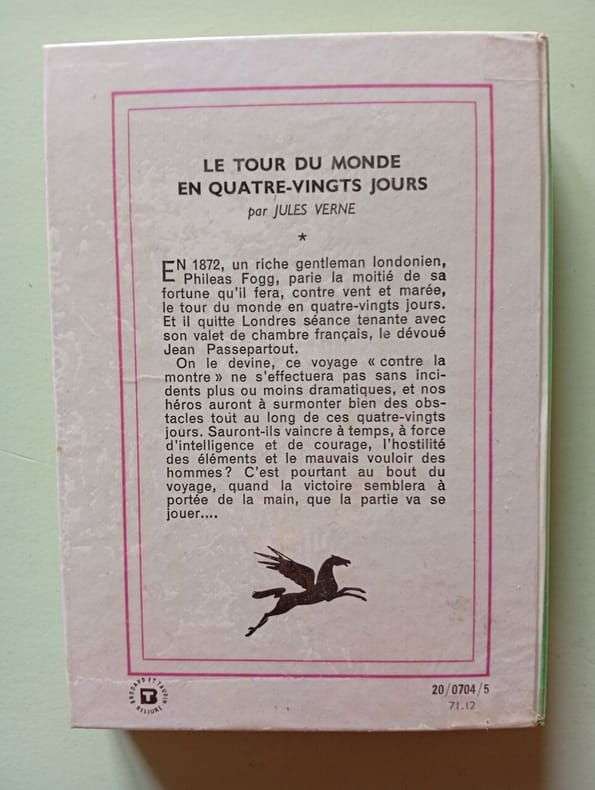 LE TOUR DU MONDE
EN QUATRE-VINGTS JOURS
par JULES VERNE
*
EN 1872, un riche gentleman londonien,
Phileas Fogg, parie la moitié de sa
fortune qu'il fera, contre vent et marée,
le tour du monde en quatre-vingts jours.
Et il quitte Londres séance tenante avec
son valet de chambre français, le dévoué
Jean Passepartout.
On le devine, ce voyage « contre la
montre » ne s'effectuera pas sans inci-
dents plus ou moins dramatiques, et nos
héros auront à surmonter bien des obs-
tacles tout au long de ces quatre-vingts
jours. Sauront-ils vaincre à temps, à force
d'intelligence et de courage, l'hostilité
des éléments et le mauvais vouloir des
hommes ? C'est pourtant au bout du
voyage, quand la victoire semblera à
portée de la main, que la partie va se
jouer....
BRODARD ET TAUPIN
RELIURE
20/0704/5
71.12